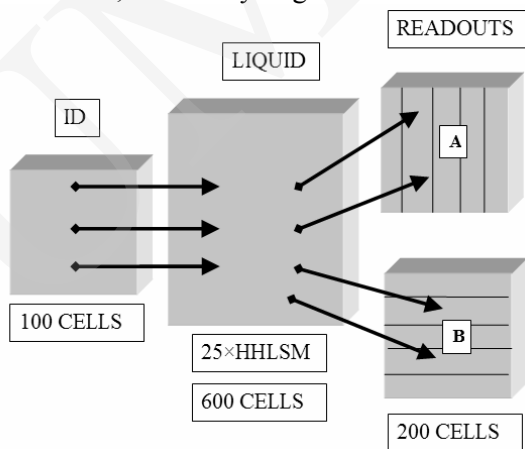 READOUTS
LIQUID
ID
A
100 CELLS
B
25×HHLSM
600 CELLS
200 CELLS